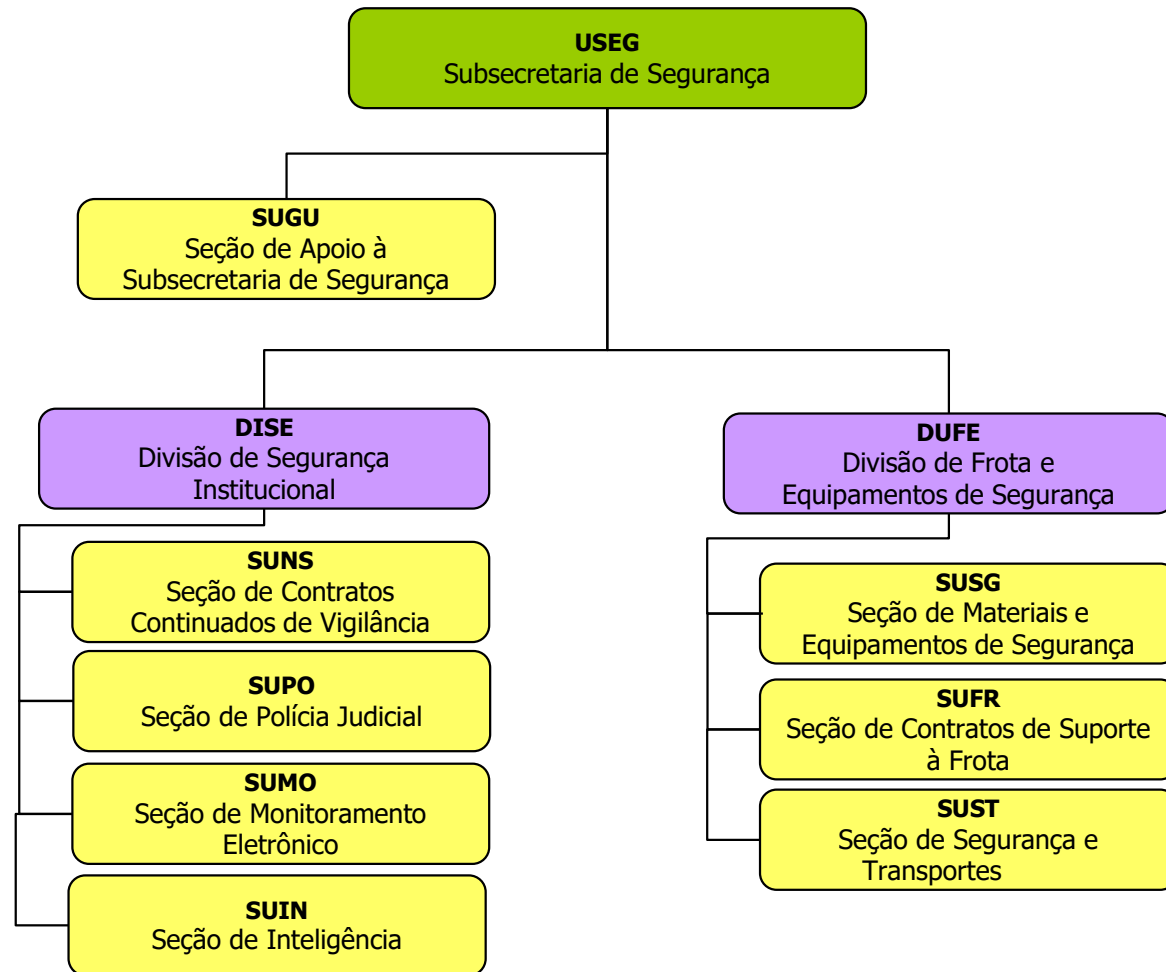 USEG
Subsecretaria de Segurança
SUGU
Seção de Apoio à
Subsecretaria de Segurança
DISE
Divisão de Segurança
Institucional
SUNS
Seção de Contratos
Continuados de Vigilância
SUPO
Seção de Polícia Judicial
SUMO
Seção de Monitoramento
Eletrônico
SUIN
Seção de Inteligência
DUFE
Divisão de Frota e
Equipamentos de Segurança
SUSG
Seção de Materiais e
Equipamentos de Segurança
SUFR
Seção de Contratos de Suporte
à Frota
SUST
Seção de Segurança e
Transportes